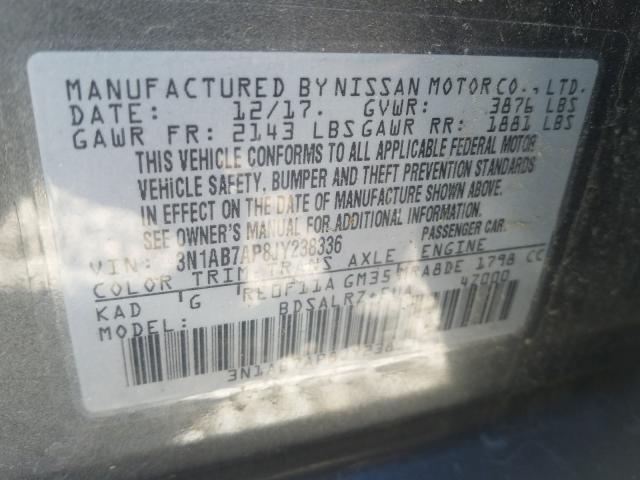 MANUFACTURED BY NISSAN MOTOR CO., LTD.
DATE: 12/17. GVWR: 3876 LBS
GAWR FR: 2143 LBS GAWR RR: 1881 LBS
THIS VEHICLE CONFORMS TO ALL APPLICABLE FEDERAL MOTOR
VEHICLE SAFETY, BUMPER AND THEFT PREVENTION STANDARDS
IN EFFECT ON THE DATE OF MANUFACTURE SHOWN ABOVE.
SEE OWNER'S MANUAL FOR ADDITIONAL INFORMATION.
VIN: 3N1AB7AP8JY238336 PASSENGER CAR.
COLOR TRIM TRANS AXLE ENGINE
KAD G RE0F11A GM35 MRA8DE 1798 CC
MODEL: 47000